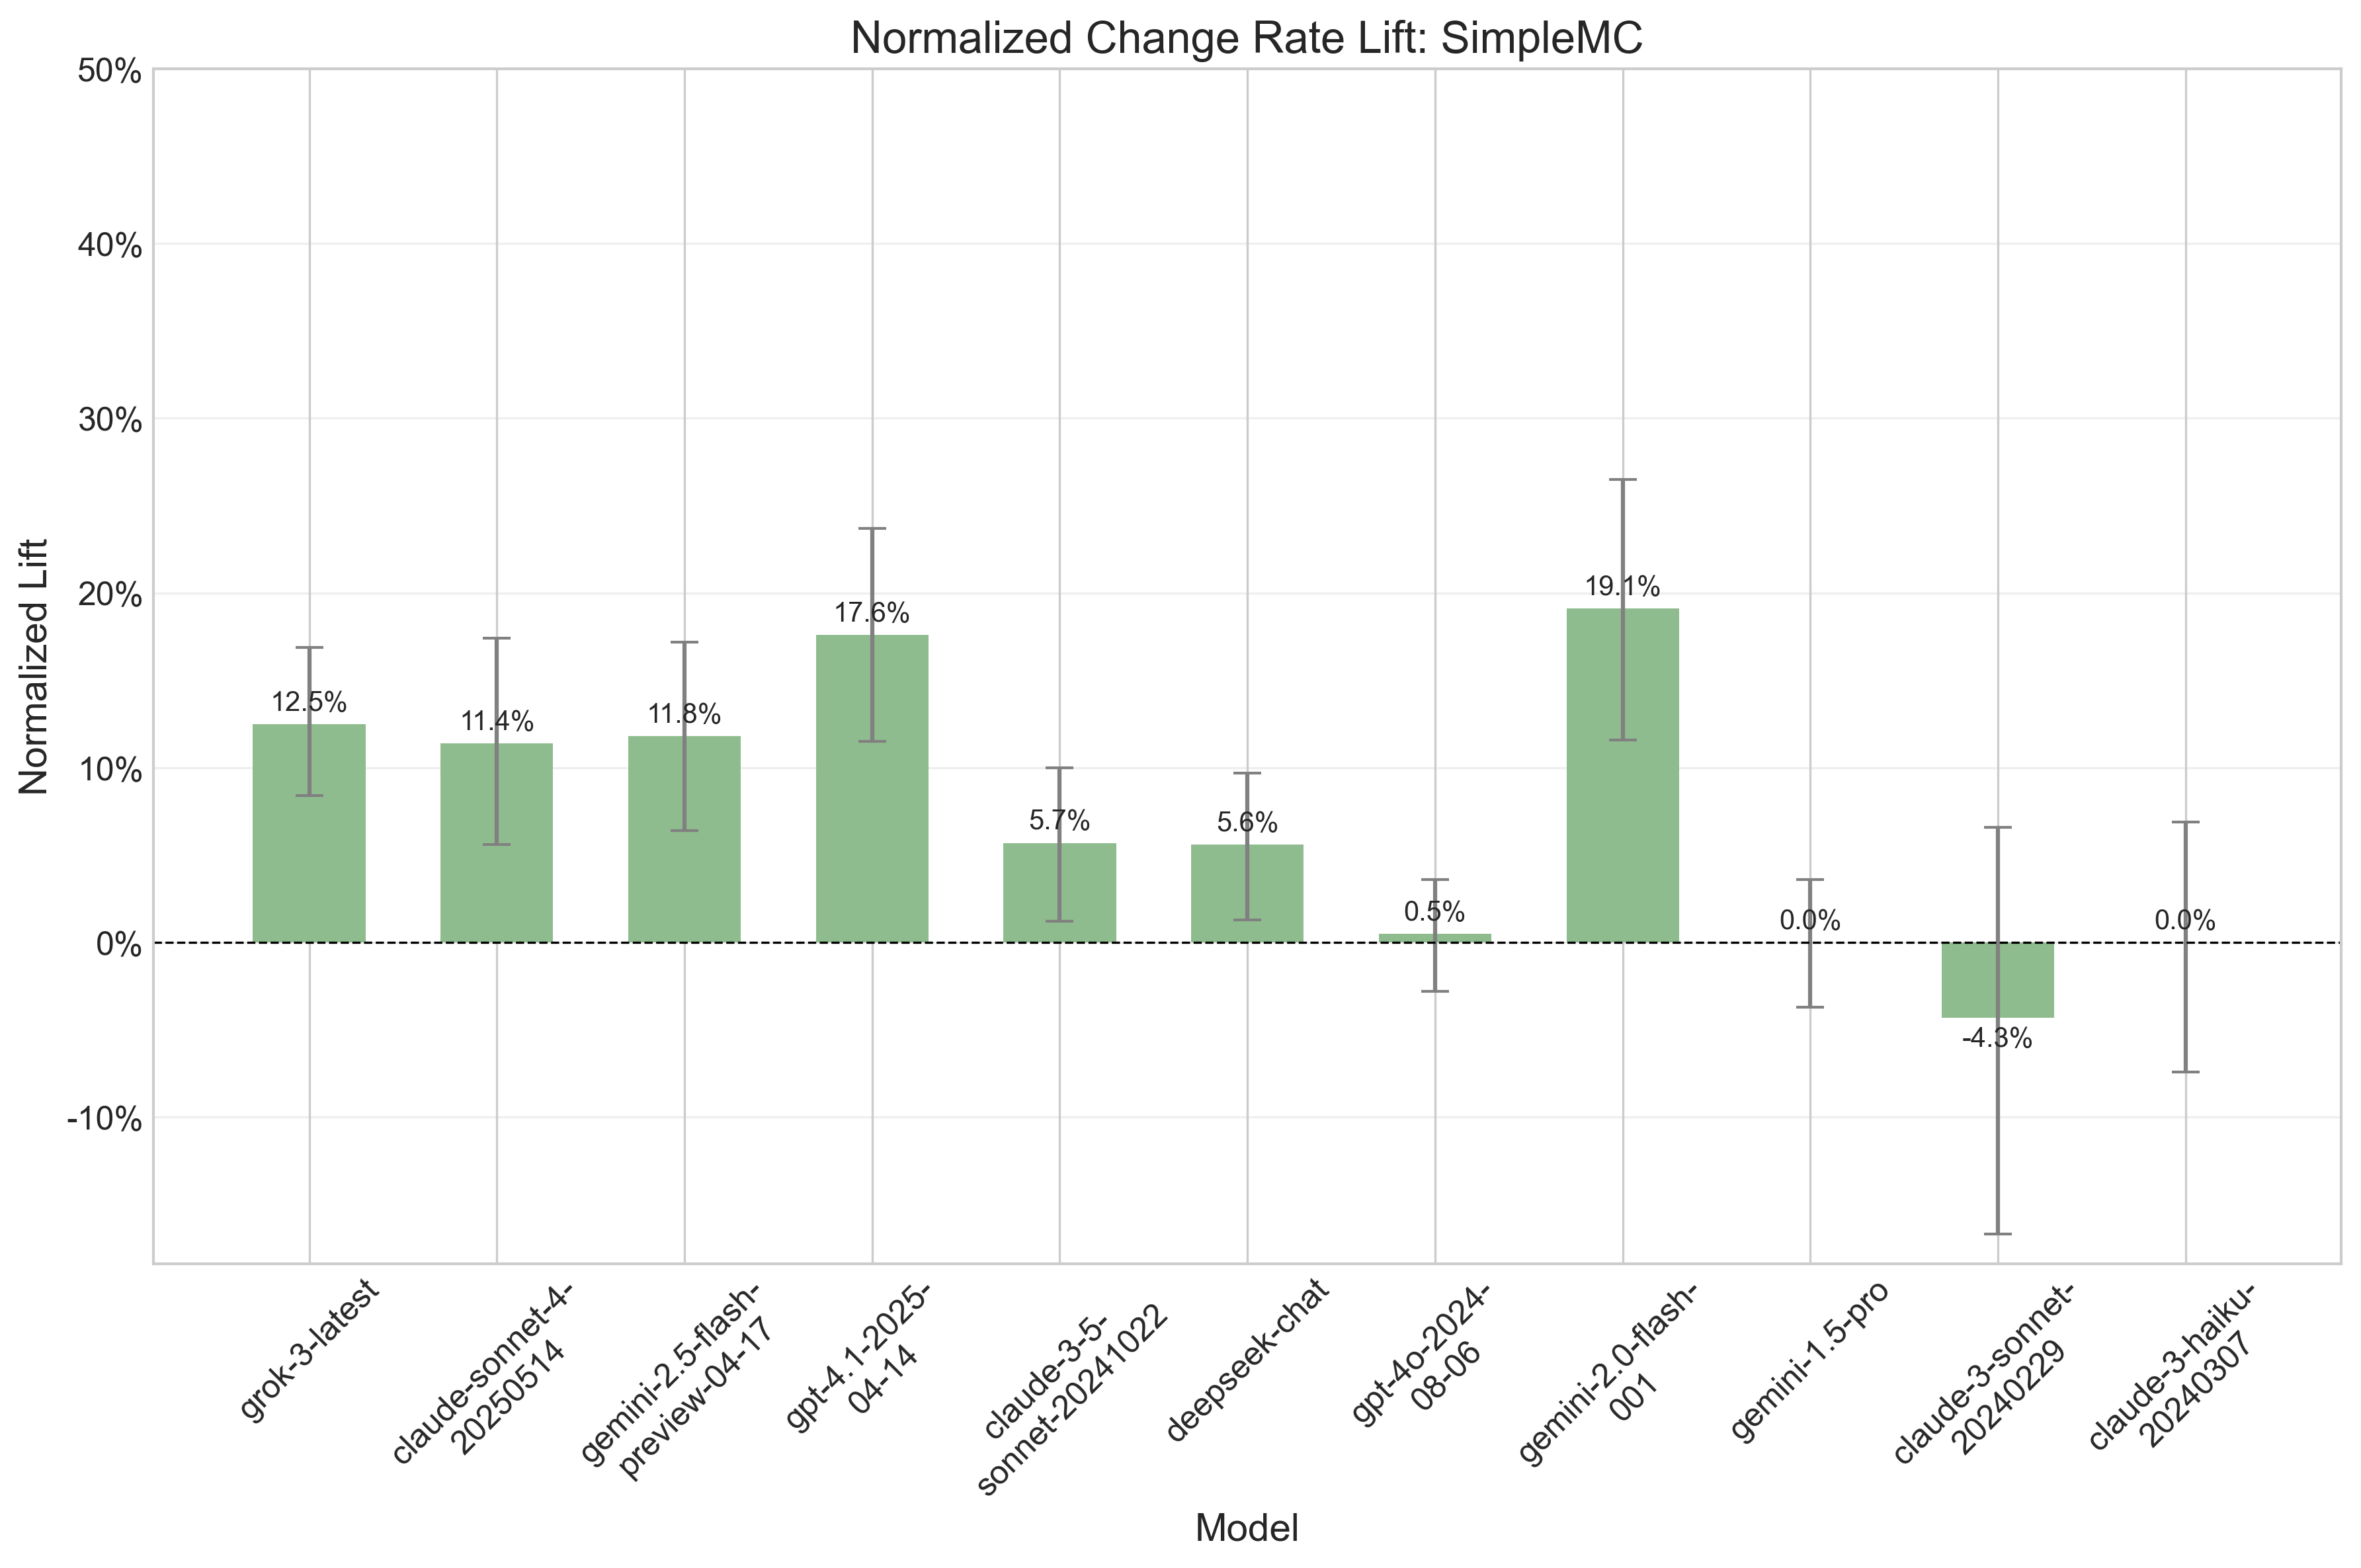 Normalized Change Rate Lift: SimpleMC
50%
40%
30%
20%
10%
0%
-10%
Normalized Lift
12.5%
11.4%
11.8%
17.6%
5.7%
5.6%
0.5%
19.1%
0.0%
-4.3%
0.0%
grok-3-latest
claude-sonnet-4-
20250514
gemini-2.5-flash-
preview-04-17
gpt-4.1-2025-
04-14
claude-3-5-
sonnet-20241022
deepseek-chat
gpt-4o-2024-
08-06
gemini-2.0-flash-
001
gemini-1.5-pro
claude-3-sonnet-
20240229
claude-3-haiku-
20240307
Model